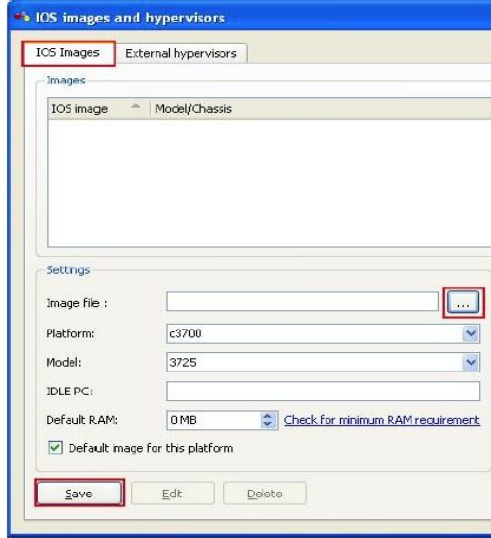 IOS images and hypervisors
IOS Images External hypervisors
Images
IOS image Model/Chassis
Settings
Image file :
...
Platform: c3700
Model: 3725
IDLE PC:
Default RAM: 0 MB Check for minimum RAM requirement
Default image for this platform
Save Edit Delete